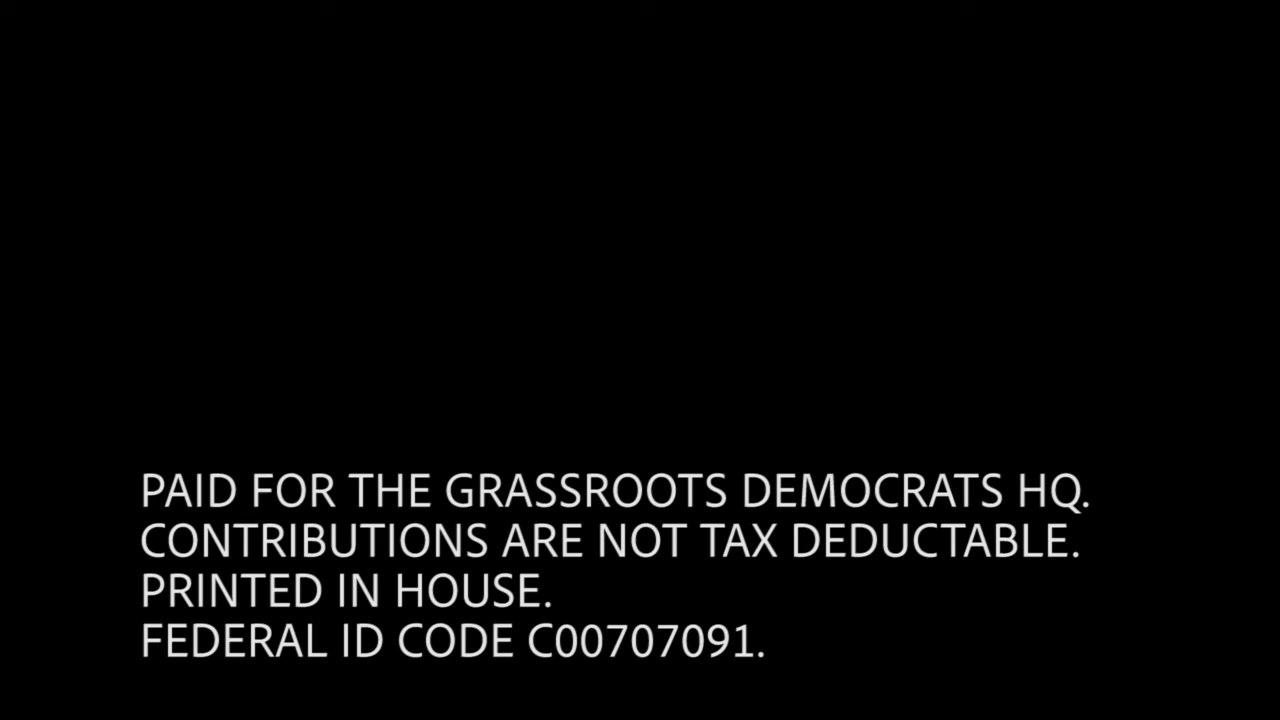 PAID FOR THE GRASSROOTS DEMOCRATS HQ.
CONTRIBUTIONS ARE NOT TAX DEDUCTABLE.
PRINTED IN HOUSE.
FEDERAL ID CODE C00707091.